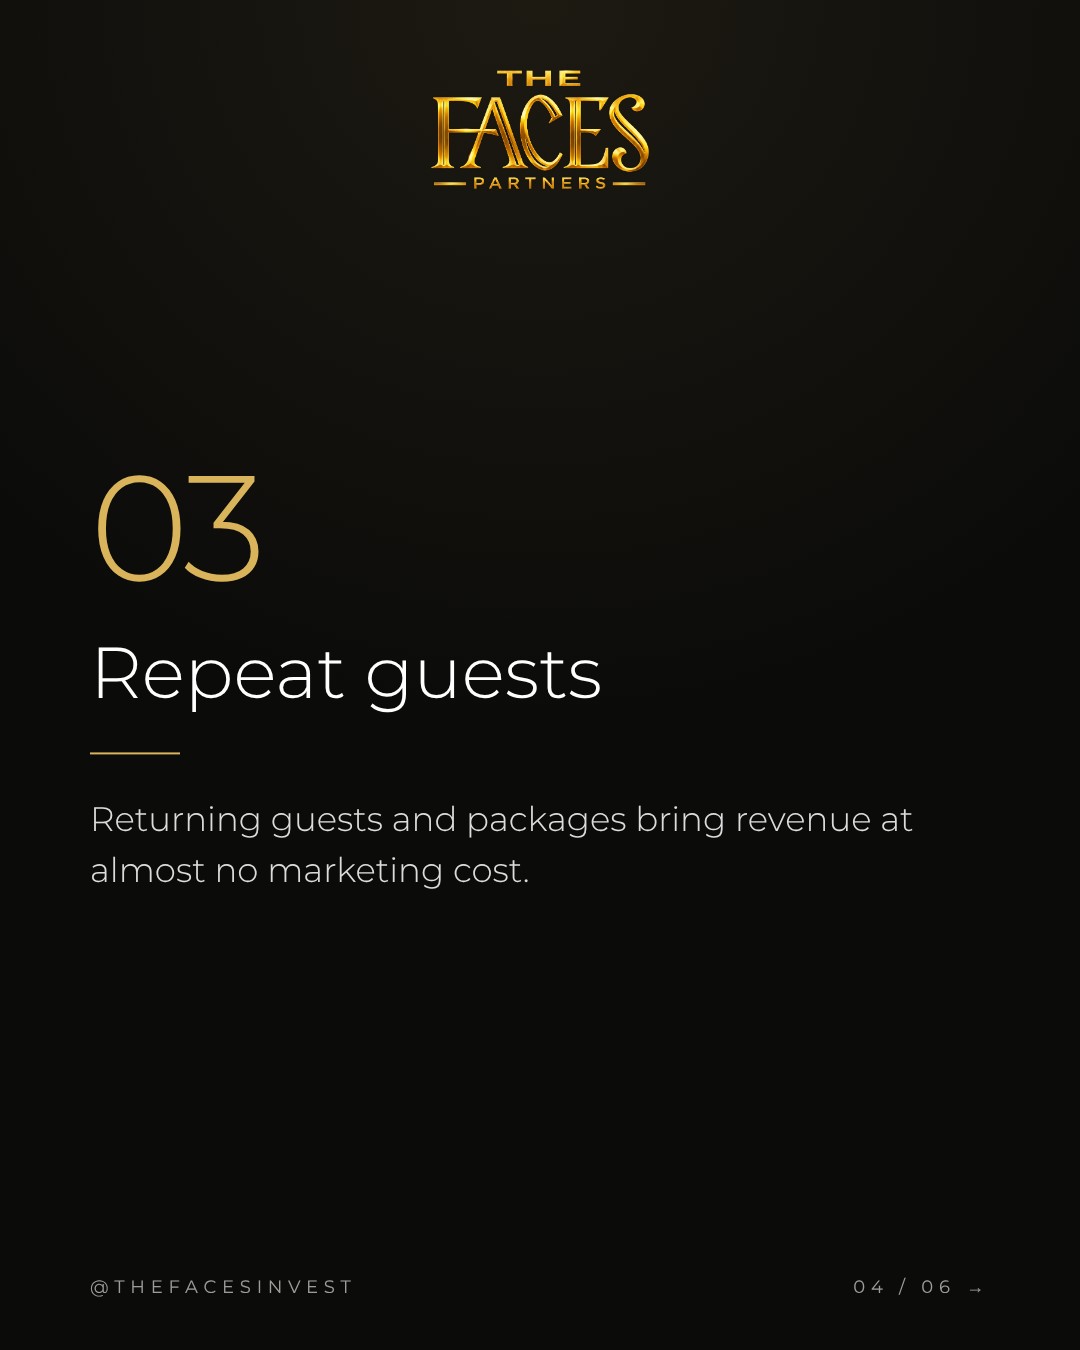 THE
FACES
PARTNERS
03
Repeat guests
Returning guests and packages bring revenue at
almost no marketing cost.
@THEFACESINVEST
04 / 06 →